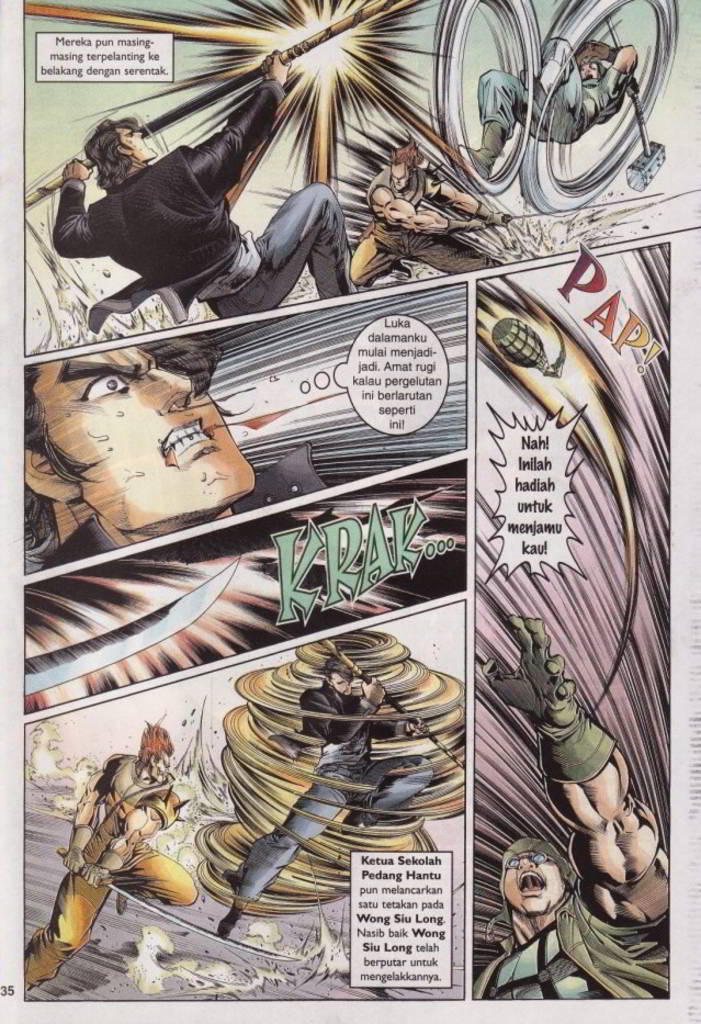 Mereka pun masing-
masing terpelanting ke
belakang dengan serentak.
PAP!
Luka
dalamanku
mulai menjadi-
jadi. Amat rugi
kalau pergelutan
ini berlarutan
seperti
ini!
Nah!
Inilah
hadiah
untuk
menjamu
kau!
KRAK...
Ketua Sekolah
Pedang Hantu
pun melancarkan
satu tetakan pada
Wong Siu Long.
Nasib baik Wong
Siu Long telah
berputar untuk
mengelakkannya.
35